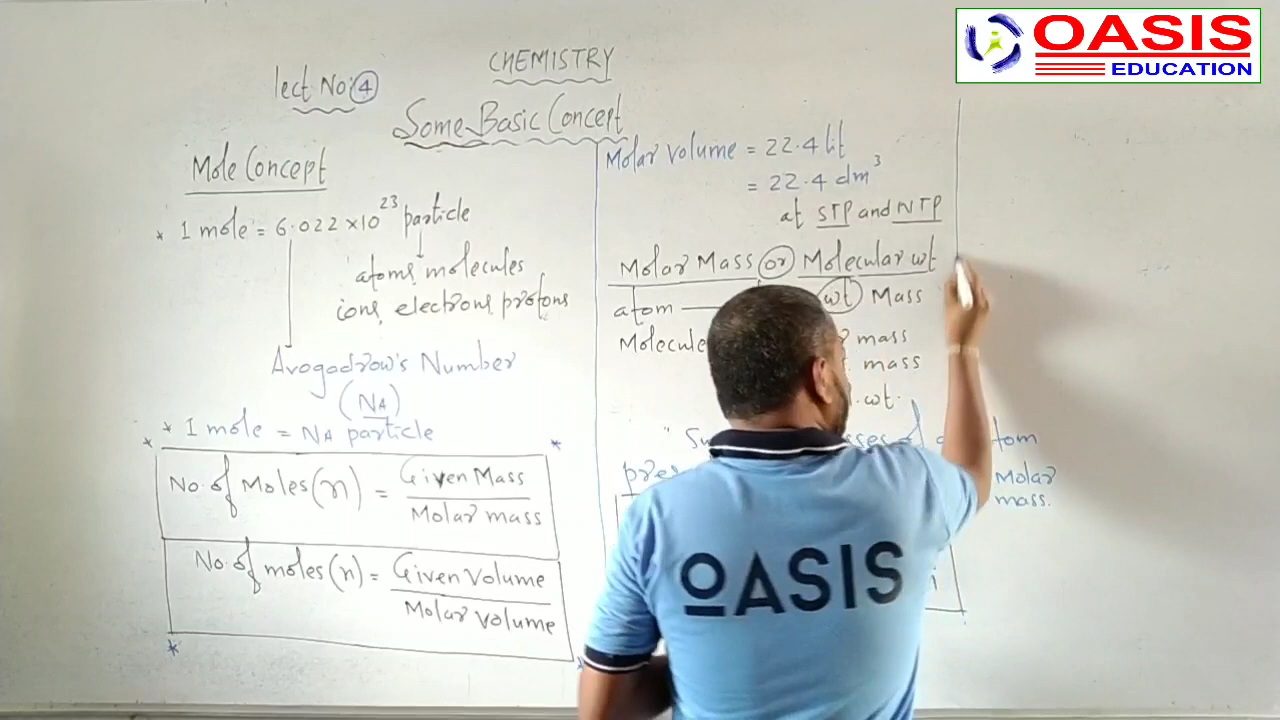 OASIS
EDUCATION
CHEMISTRY
lect No:4
Some Basic Concept
Mole Concept
* 1 mole = 6.022 ×10^23 particle
atoms, molecules
ions, electrons, protons
Avogadrow's Number
(NA)
* 1 mole = NA particle
No. of Moles (n) = Given Mass / Molar mass
No. of moles (n) = Given Volume / Molar volume
Molar Volume = 22.4 lit
= 22.4 dm³
at STP and NTP
Molar Mass or Molecular wt
atom wt Mass
Molecule mass
mass
wt.
of atom
Molar
mass.
OASIS